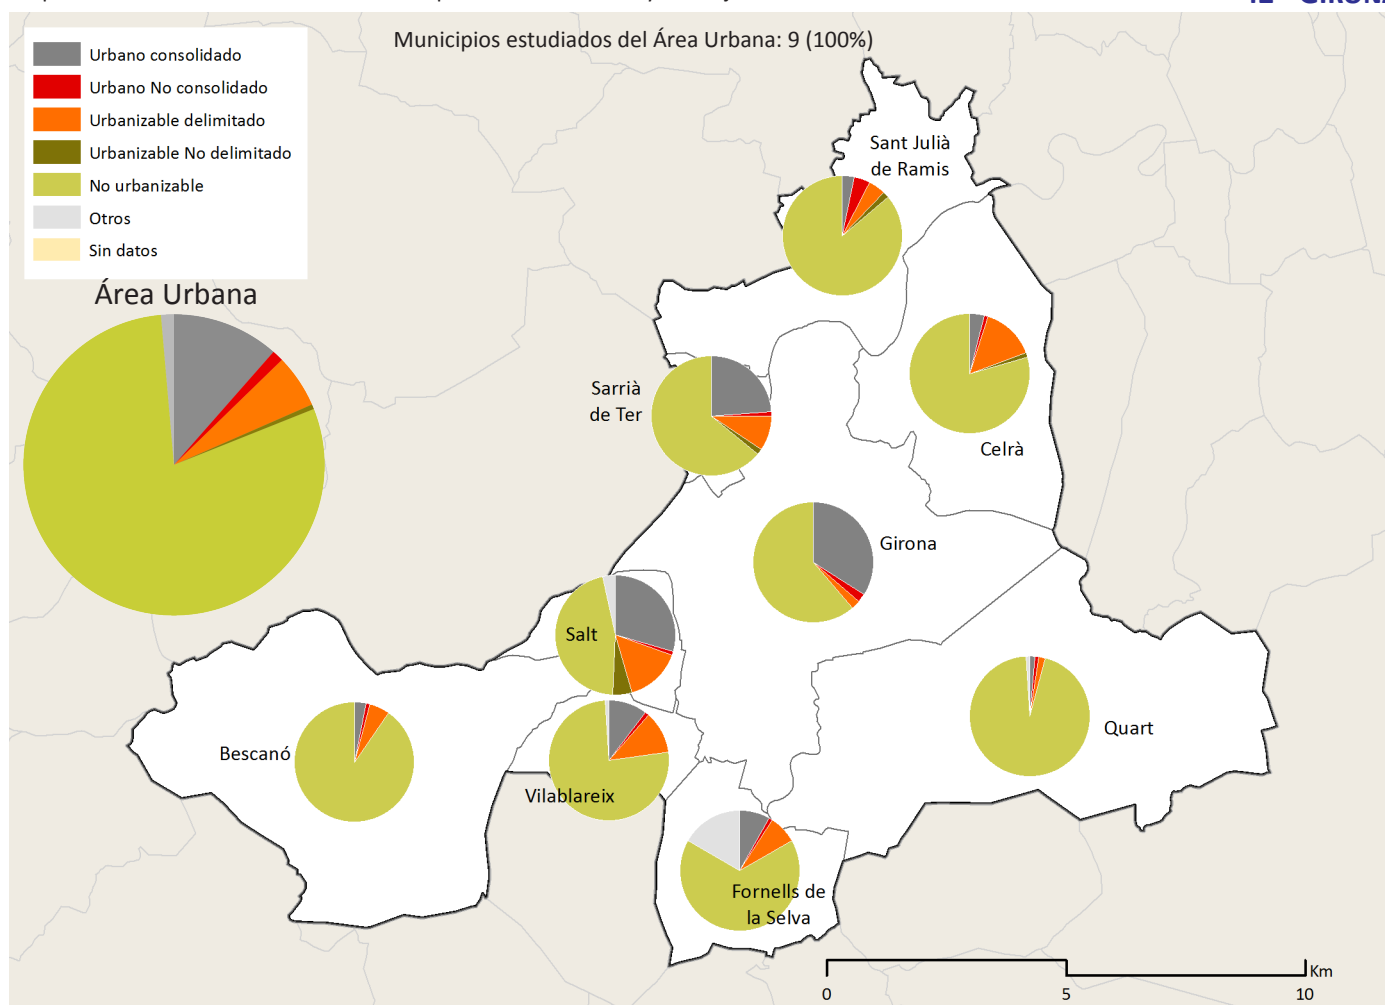 Municipios estudiados del Área Urbana: 9 (100%)
Urbano consolidado
Urbano No consolidado
Urbanizable delimitado
Urbanizable No delimitado
No urbanizable
Otros
Sin datos
Área Urbana
Sant Julià
de Ramis
Sarrià
de Ter
Celrà
Girona
Salt
Bescanó
Vilablareix
Quart
Fornells de
la Selva
Km
0
5
10